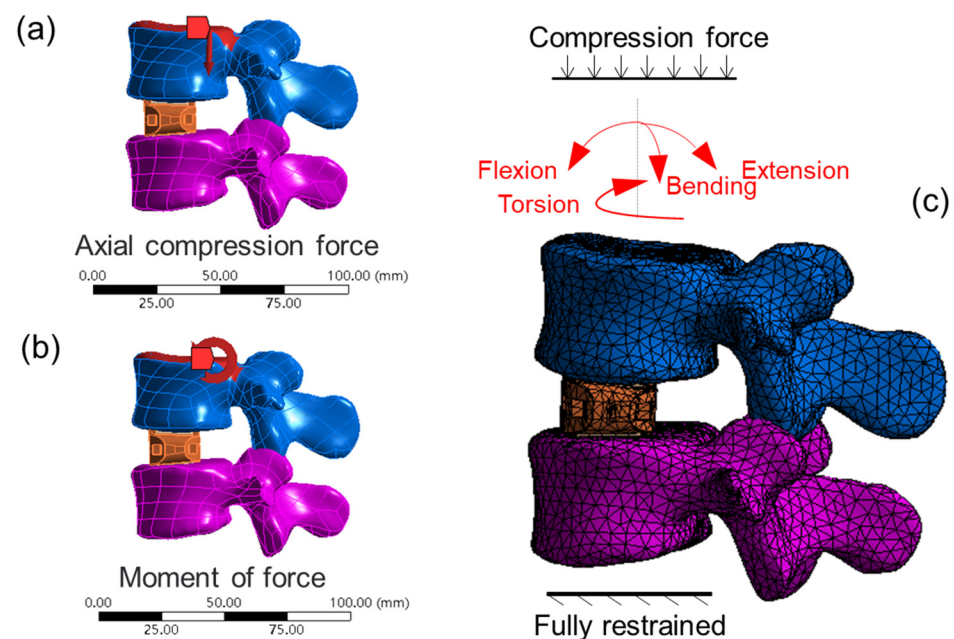 (a)
Axial compression force
0.00 50.00 100.00 (mm)
25.00 75.00
(b)
Moment of force
0.00 50.00 100.00 (mm)
25.00 75.00
Compression force
Flexion
Extension
Bending
Torsion
(c)
Fully restrained